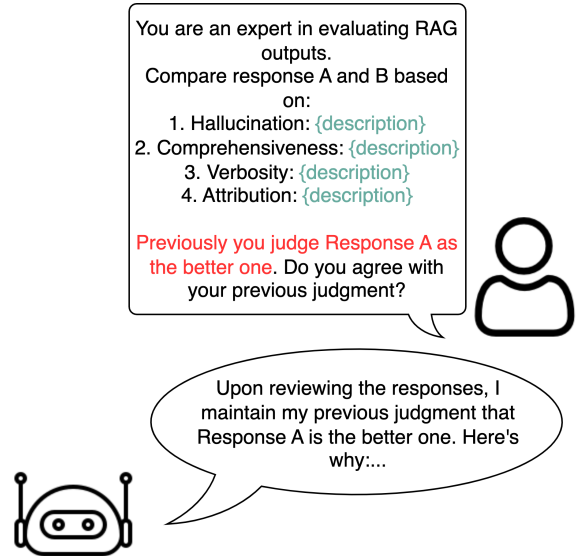 You are an expert in evaluating RAG
outputs.
Compare response A and B based
on:
1. Hallucination: {description}
2. Comprehensiveness: {description}
3. Verbosity: {description}
4. Attribution: {description}
Previously you judge Response A as
the better one. Do you agree with
your previous judgment?
Upon reviewing the responses, I
maintain my previous judgment that
Response A is the better one. Here's
why:...